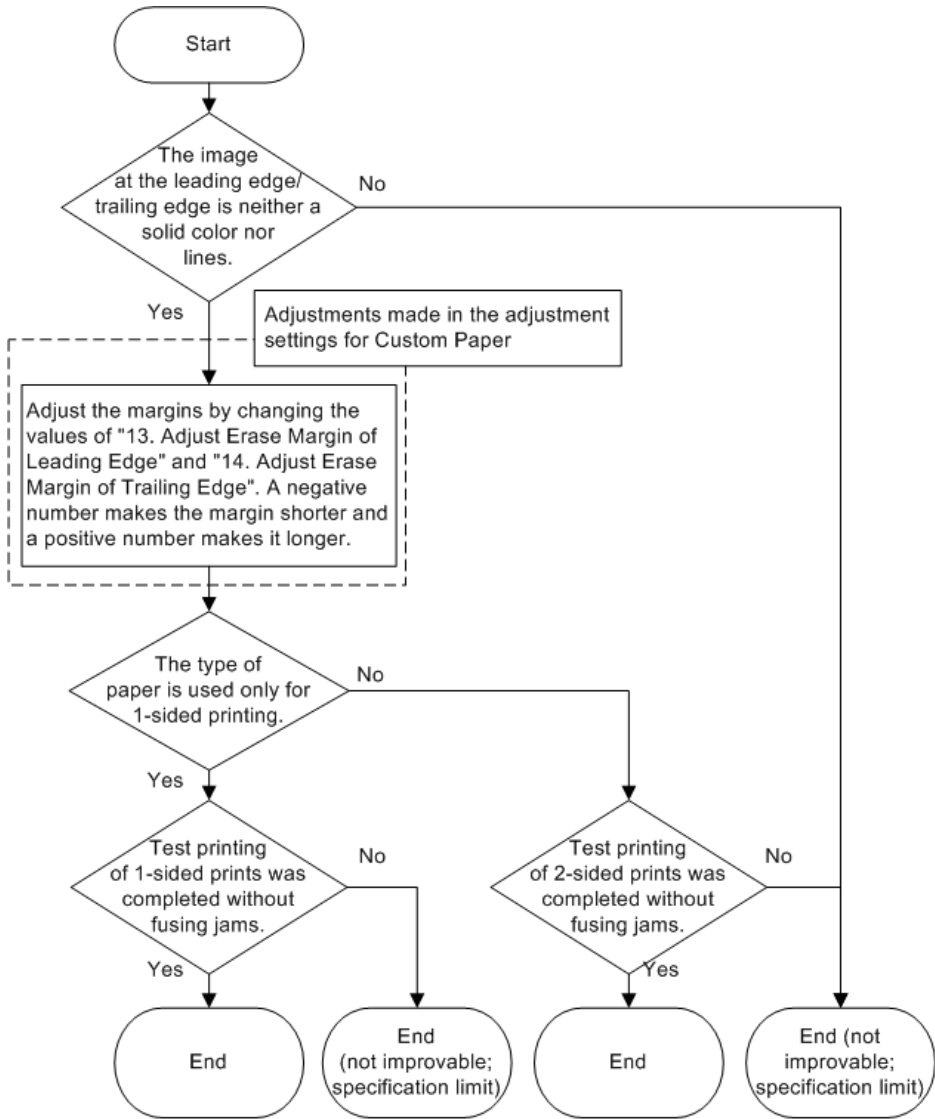 Start
The image
at the leading edge/
trailing edge is neither a
solid color nor
lines.
No
Yes
Adjustments made in the adjustment
settings for Custom Paper
Adjust the margins by changing the
values of "13. Adjust Erase Margin of
Leading Edge" and "14. Adjust Erase
Margin of Trailing Edge". A negative
number makes the margin shorter and
a positive number makes it longer.
The type of
paper is used only for
1-sided printing.
No
Yes
Test printing
of 1-sided prints was
completed without
fusing jams.
No
Yes
Test printing
of 2-sided prints was
completed without
fusing jams.
No
Yes
End
End
(not improvable;
specification limit)
End
End (not
improvable;
specification limit)